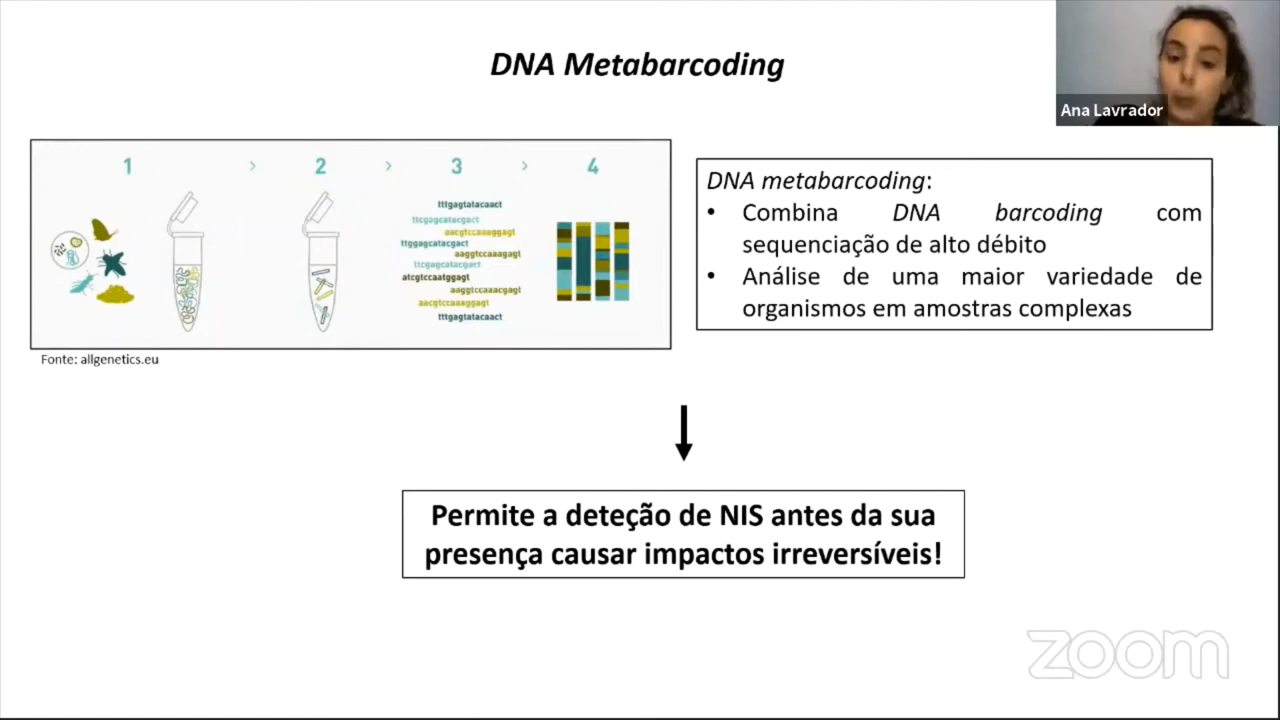 DNA Metabarcoding
Ana Lavrador
1 > 2 > 3 > 4
tttgagtatacaact
ttcgagcatacgact
aacgtccaaaggagt
ttggagcatacgact
aaggtccaaagagt
ttcgagcatacgact
atcgtccaatggagt
aaggtccaaacgagt
aacgtccaaaggagt
tttgagtatacaact
Fonte: allgenetics.eu
DNA metabarcoding:
• Combina DNA barcoding com
sequenciação de alto débito
• Análise de uma maior variedade de
organismos em amostras complexas
Permite a deteção de NIS antes da sua
presença causar impactos irreversíveis!
zoom